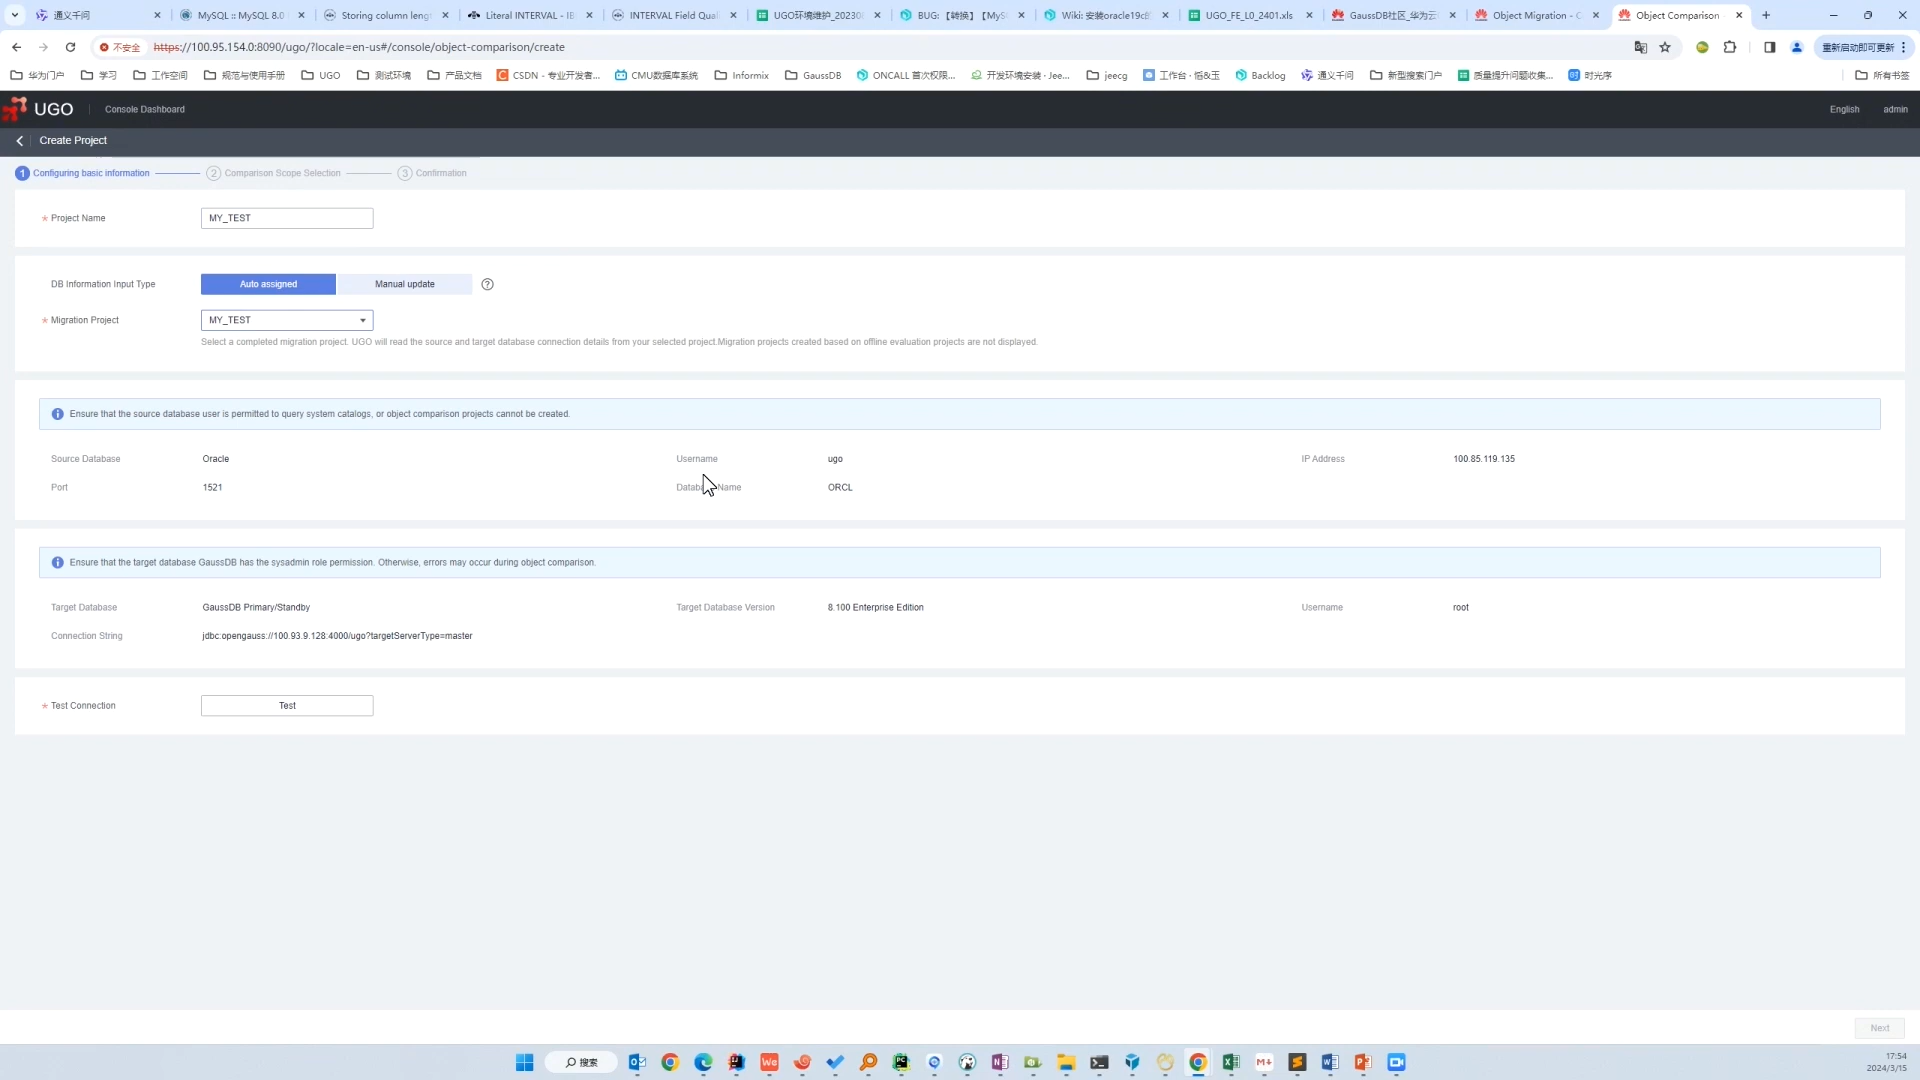 通义千问
MySQL :: MySQL 8.0
Storing column lengt
Literal INTERVAL - IB
INTERVAL Field Qual
UGO环境维护_20230
BUG: 【转换】【MyS
Wiki: 安装oracle19c的
UGO_FE_L0_2401.xls
GaussDB社区_华为云
Object Migration - C
Object Comparison
不安全 https://100.95.154.0:8090/ugo/?locale=en-us#/console/object-comparison/create
重新启动即可更新
华为门户 学习 工作空间 规范与使用手册 UGO 测试环境 产品文档 CSDN - 专业开发者... CMU数据库系统 Informix GaussDB ONCALL 首次权限... 开发环境安装 · Jee... jeecg 工作台 · 恬&玉 Backlog 通义千问 新型搜索门户 质量提升问题收集... 时光序 所有书签
UGO Console Dashboard English admin
Create Project
1 Configuring basic information 2 Comparison Scope Selection 3 Confirmation
* Project Name MY_TEST
DB Information Input Type Auto assigned Manual update ?
* Migration Project MY_TEST
Select a completed migration project. UGO will read the source and target database connection details from your selected project.Migration projects created based on offline evaluation projects are not displayed.
Ensure that the source database user is permitted to query system catalogs, or object comparison projects cannot be created.
Source Database Oracle Username ugo IP Address 100.85.119.135
Port 1521 Database Name ORCL
Ensure that the target database GaussDB has the sysadmin role permission. Otherwise, errors may occur during object comparison.
Target Database GaussDB Primary/Standby Target Database Version 8.100 Enterprise Edition Username root
Connection String jdbc:opengauss://100.93.9.128:4000/ugo?targetServerType=master
* Test Connection Test
Next
搜索
17:54
2024/3/15